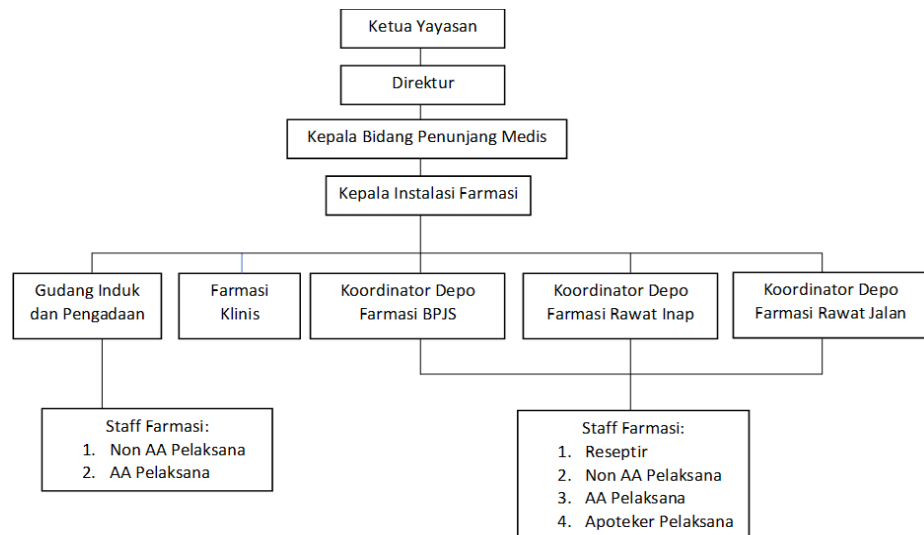 Ketua Yayasan
Direktur
Kepala Bidang Penunjang Medis
Kepala Instalasi Farmasi
Gudang Induk
dan Pengadaan
Farmasi
Klinis
Koordinator Depo
Farmasi BPJS
Koordinator Depo
Farmasi Rawat Inap
Koordinator Depo
Farmasi Rawat Jalan
Staff Farmasi:
1. Non AA Pelaksana
2. AA Pelaksana
Staff Farmasi:
1. Reseptir
2. Non AA Pelaksana
3. AA Pelaksana
4. Apoteker Pelaksana